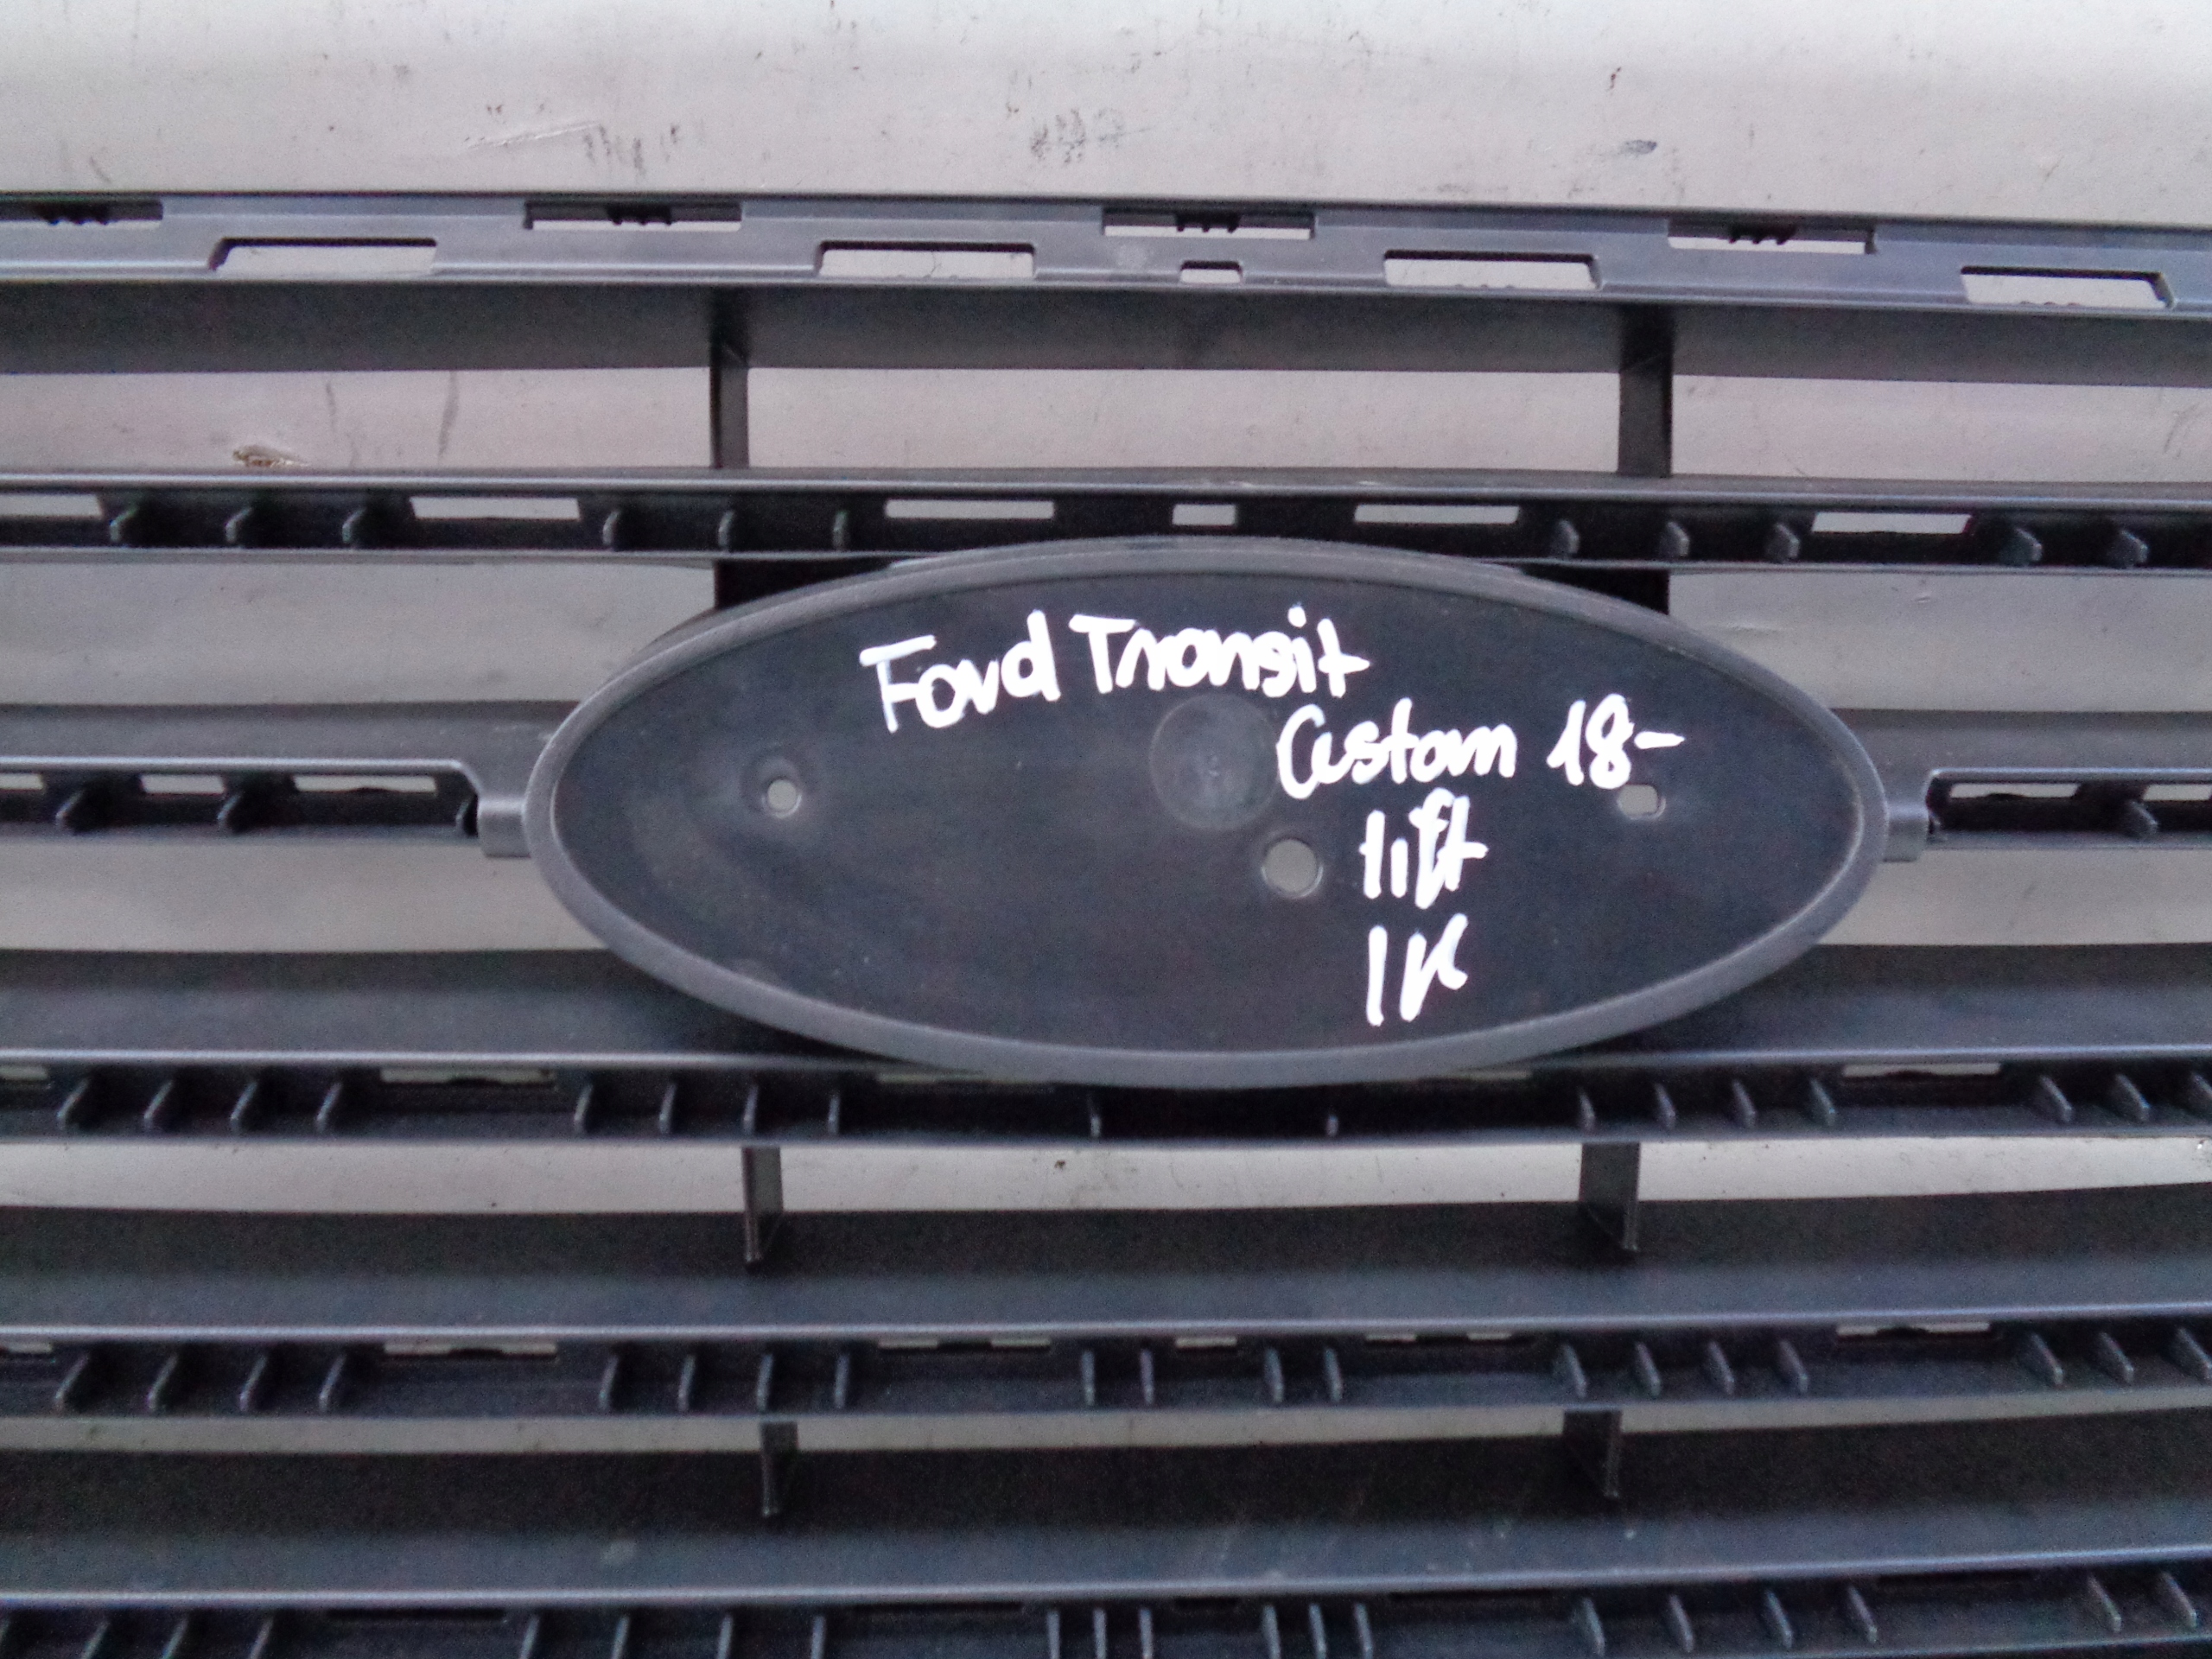 Ford Transit
Custom 18-
lift
1K